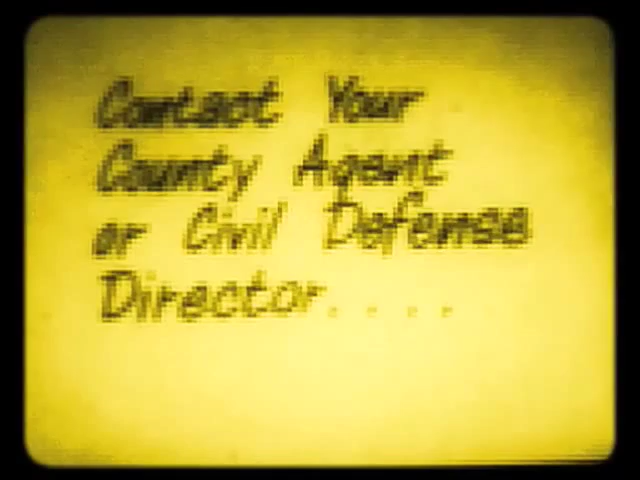 Contact Your
County Agent
or Civil Defense
Director....